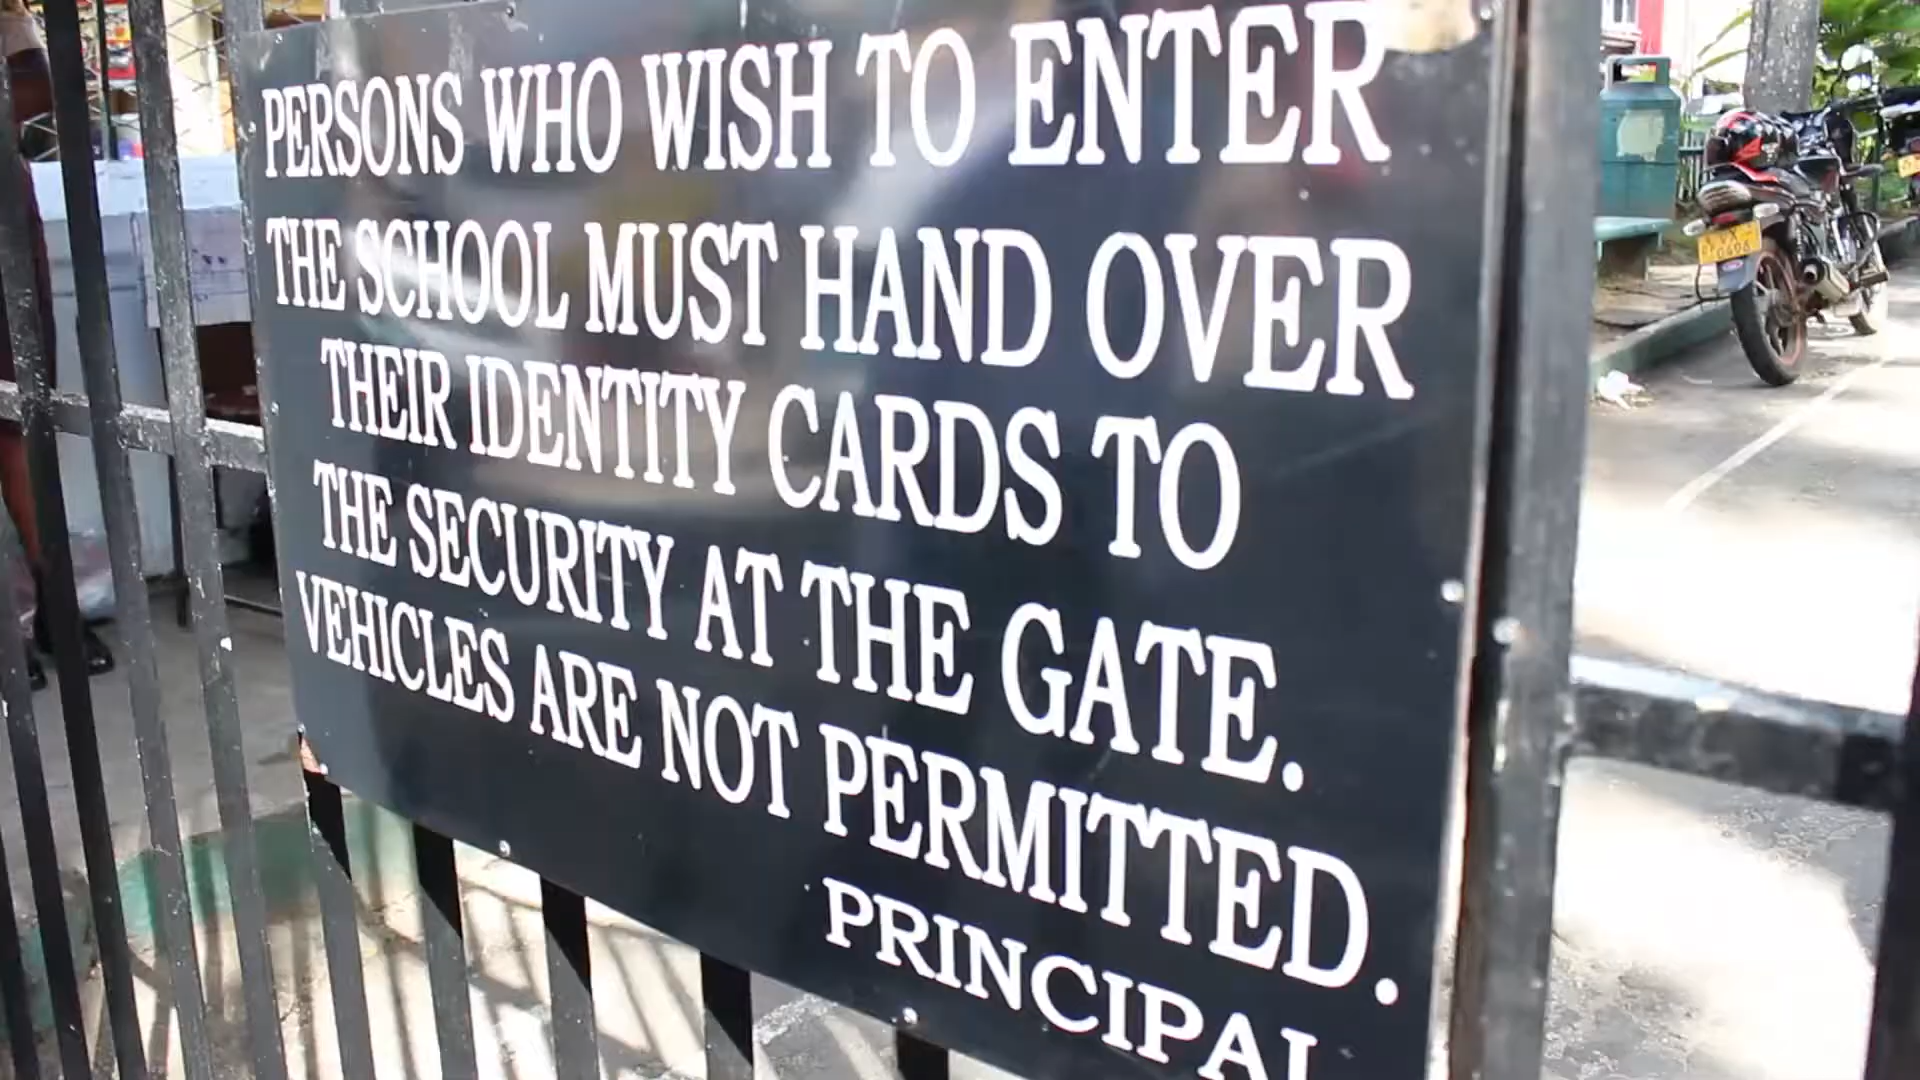 PERSONS WHO WISH TO ENTER
THE SCHOOL MUST HAND OVER
THEIR IDENTITY CARDS TO
THE SECURITY AT THE GATE.
VEHICLES ARE NOT PERMITTED.
PRINCIPAL